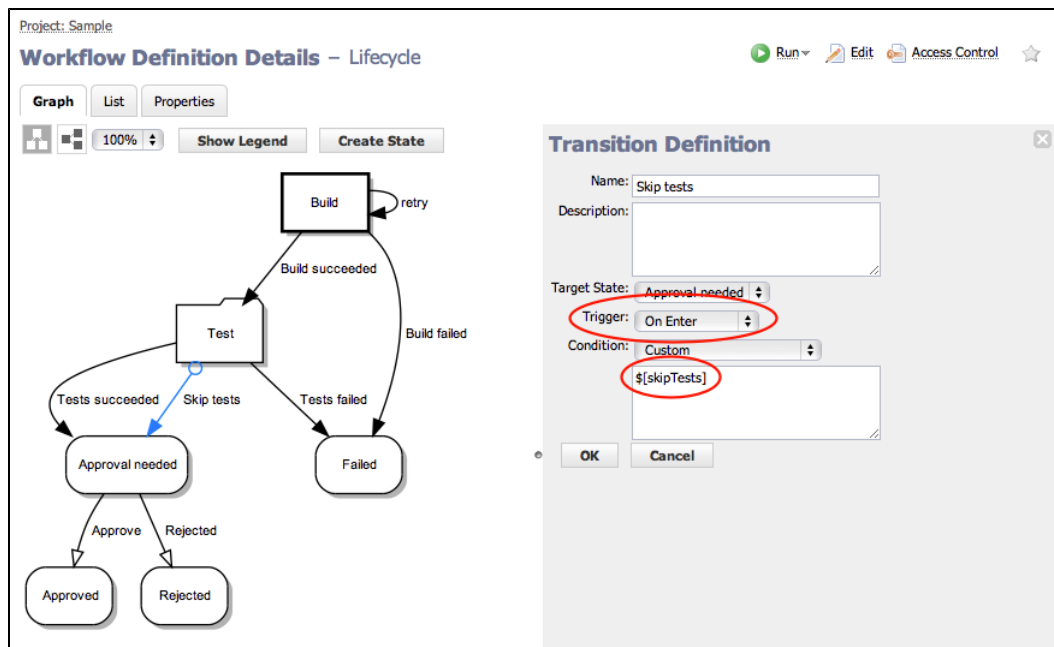 Project: Sample
Workflow Definition Details – Lifecycle
Run
Edit
Access Control
Graph
List
Properties
100%
Show Legend
Create State
Build
retry
Build succeeded
Build failed
Test
Tests succeeded
Skip tests
Tests failed
Approval needed
Failed
Approve
Rejected
Approved
Rejected
Transition Definition
Name: Skip tests
Description:
Target State: Approval needed
Trigger: On Enter
Condition: Custom
$[skipTests]
OK
Cancel